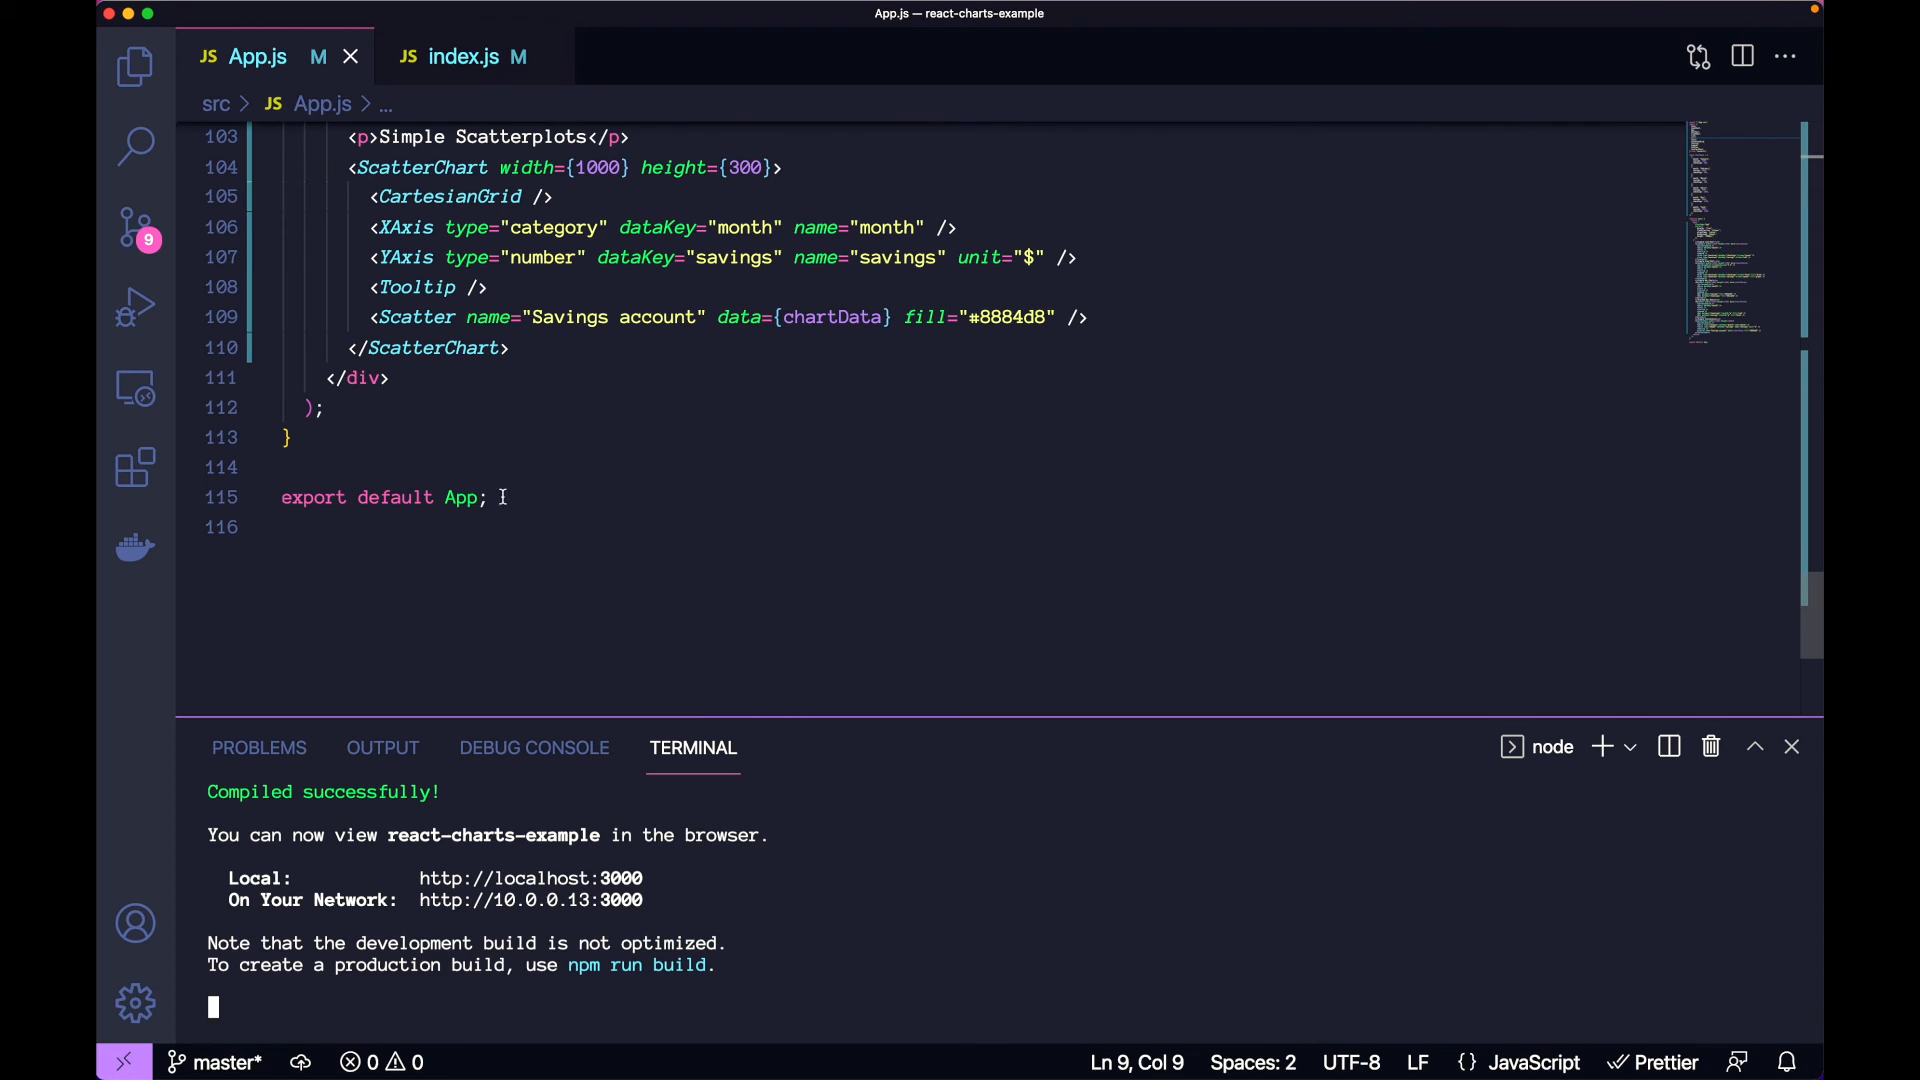 App.js — react-charts-example
JS App.js M JS index.js M
src > JS App.js > ...
103 <p>Simple Scatterplots</p>
104 <ScatterChart width={1000} height={300}>
105 <CartesianGrid />
106 <XAxis type="category" dataKey="month" name="month" />
107 <YAxis type="number" dataKey="savings" name="savings" unit="$" />
108 <Tooltip />
109 <Scatter name="Savings account" data={chartData} fill="#8884d8" />
110 </ScatterChart>
111 </div>
112 );
113 }
114
115 export default App;
116
9
PROBLEMS OUTPUT DEBUG CONSOLE TERMINAL node
Compiled successfully!
You can now view react-charts-example in the browser.
Local: http://localhost:3000
On Your Network: http://10.0.0.13:3000
Note that the development build is not optimized.
To create a production build, use npm run build.
master* 0 0 Ln 9, Col 9 Spaces: 2 UTF-8 LF {} JavaScript Prettier